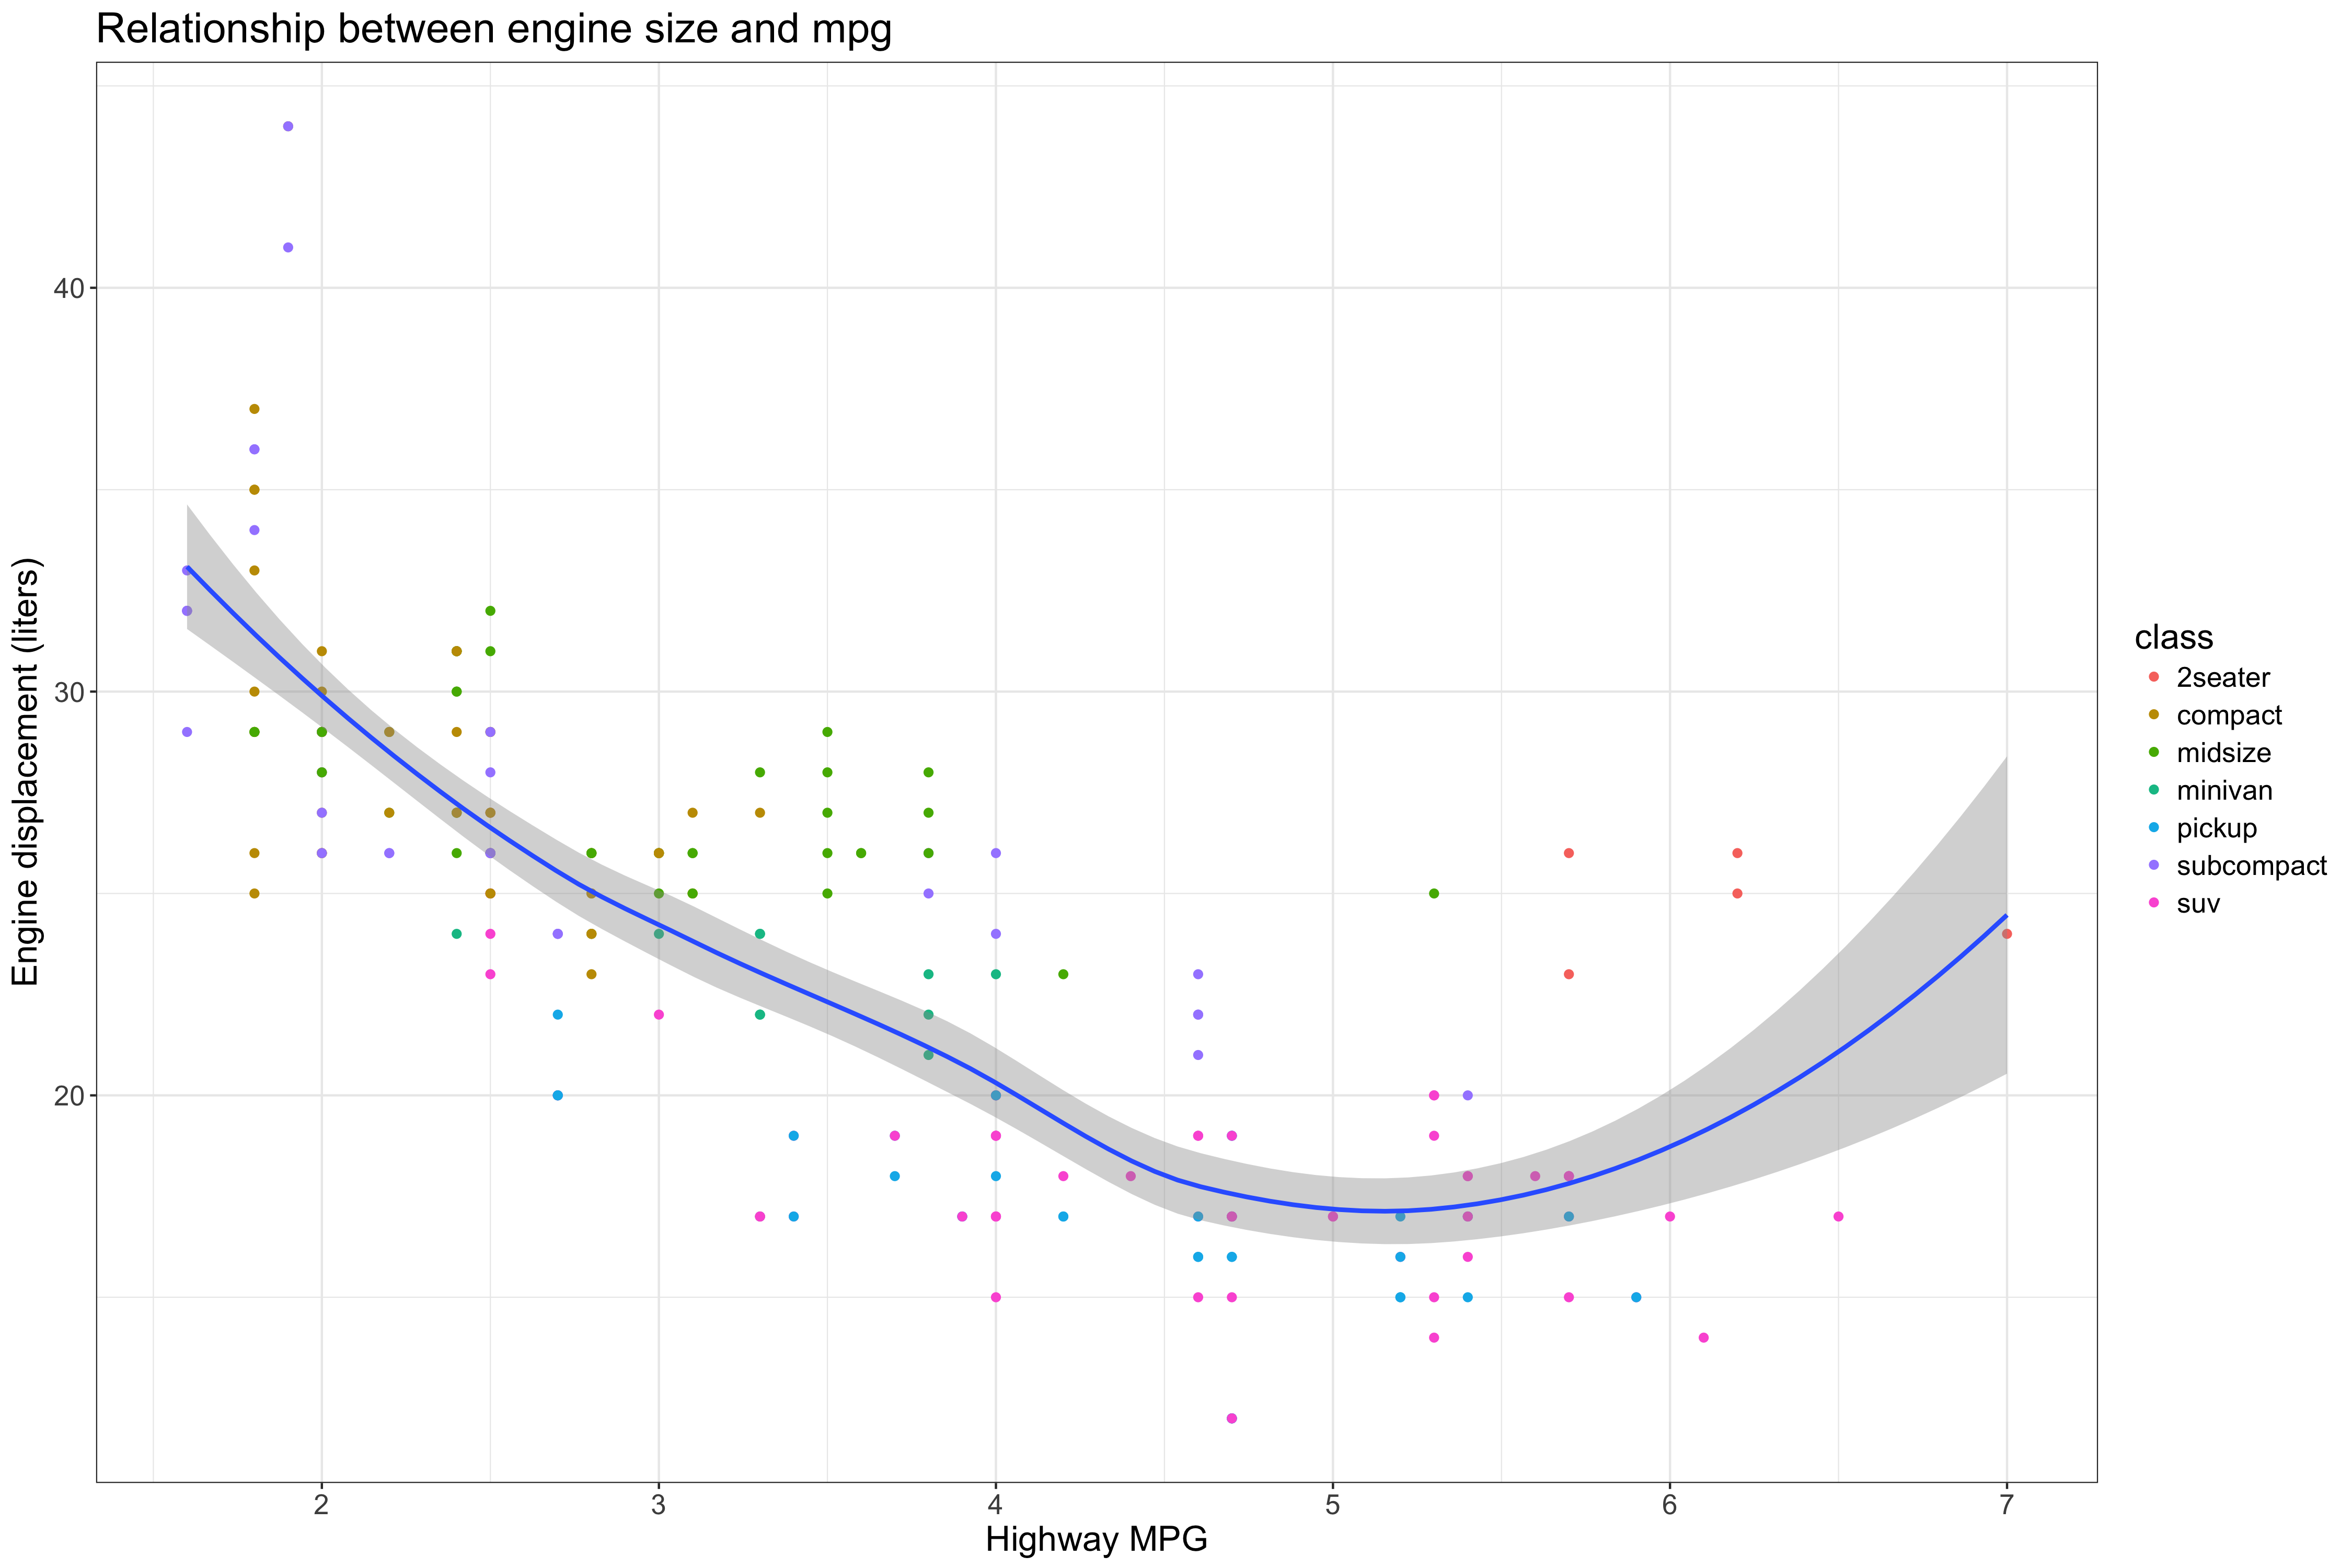 Relationship between engine size and mpg
Engine displacement (liters)
40
30
20
2
3
4
5
6
7
Highway MPG
class
2seater
compact
midsize
minivan
pickup
subcompact
suv